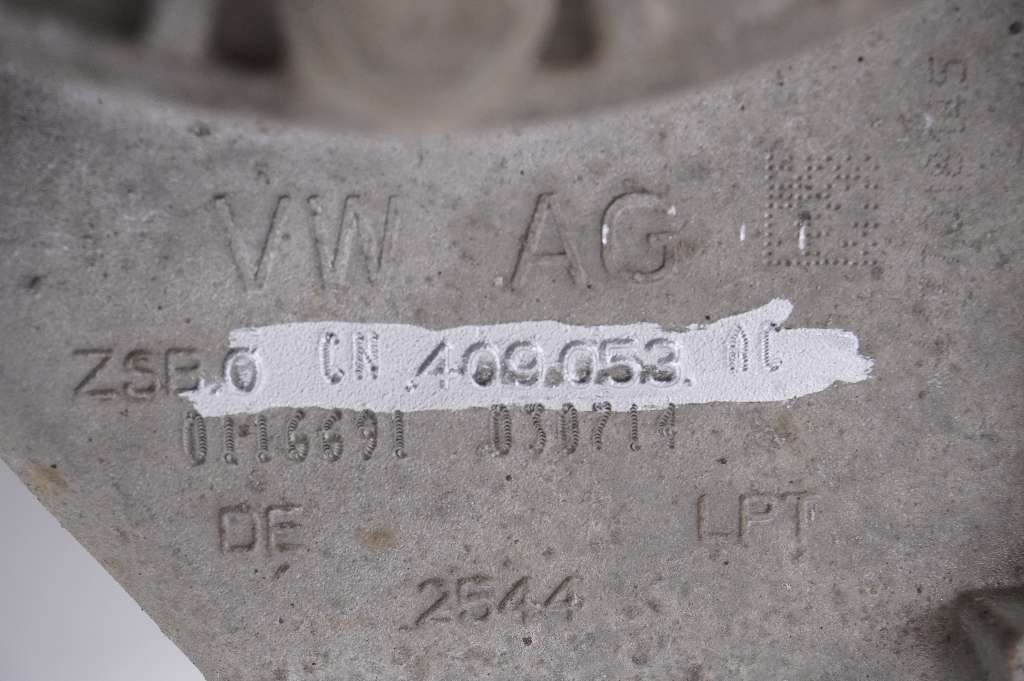 VW AG
ZSB.0 CN .409.053. AC
0116691 030714
DE LPT
2544